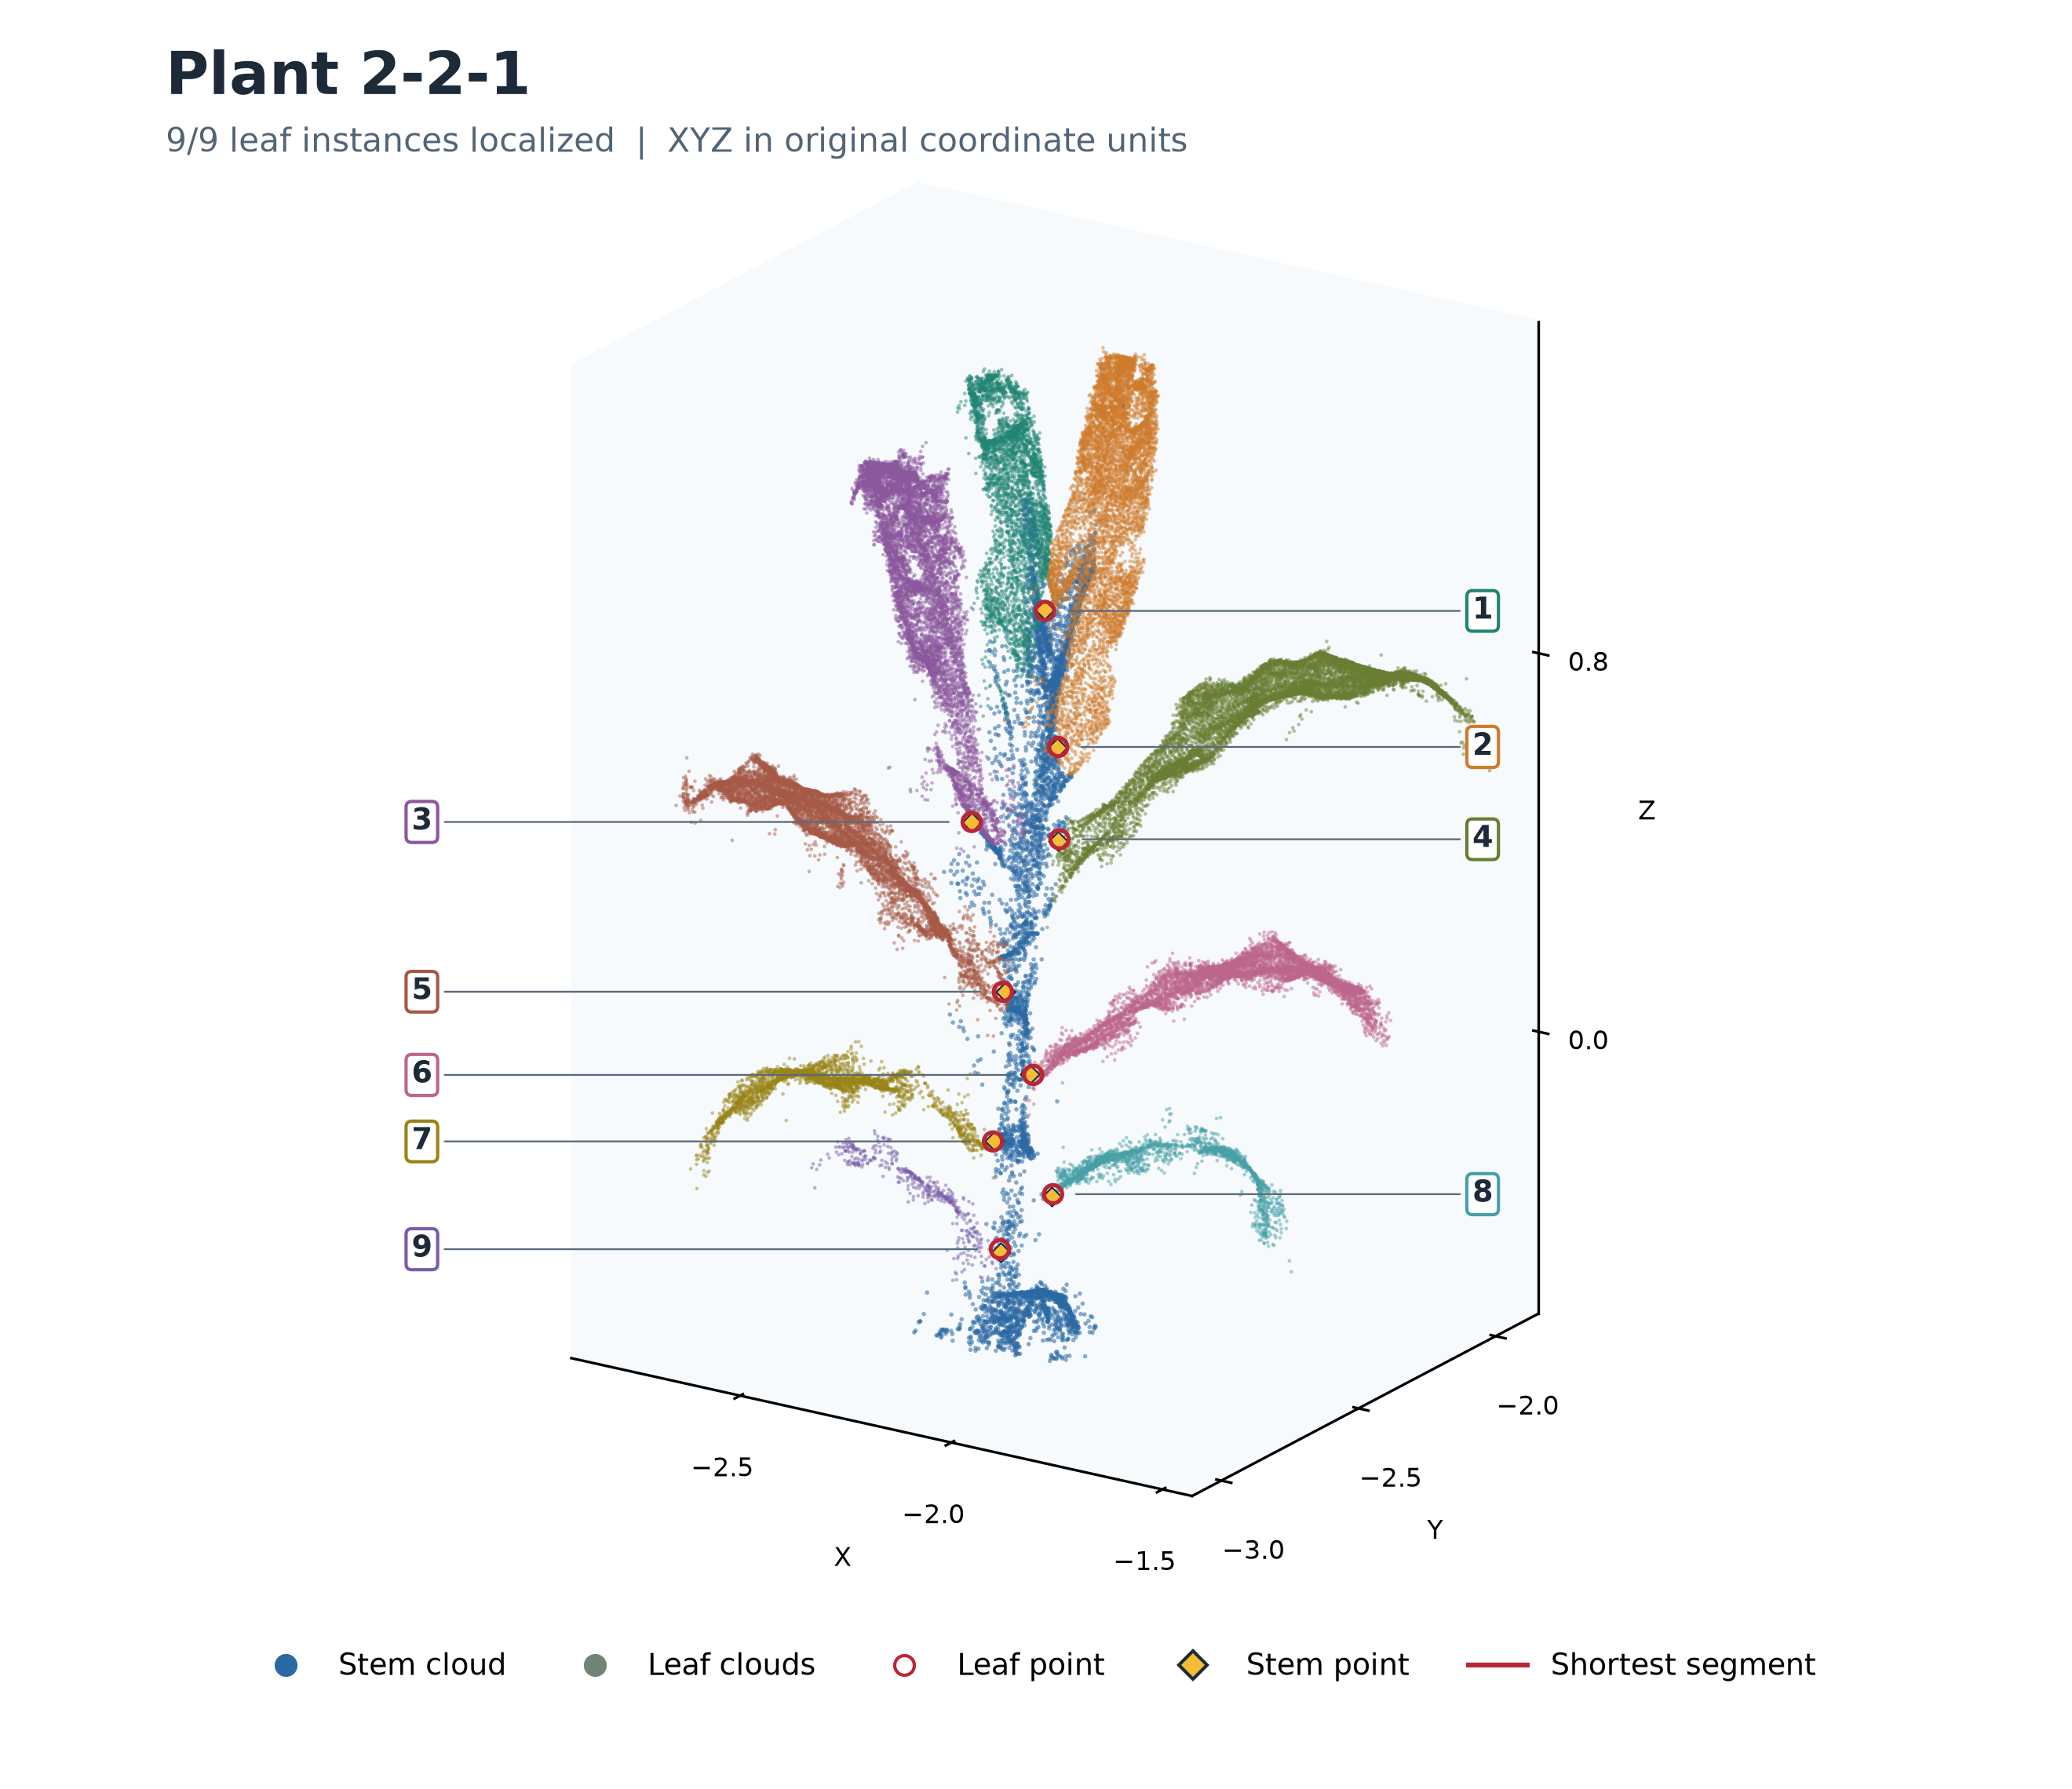 Plant 2-2-1
9/9 leaf instances localized | XYZ in original coordinate units
1
0.8
2
Z
3
4
5
0.0
6
7
8
9
−2.0
−2.5
−2.5
−2.0
Y
−3.0
X
−1.5
Stem cloud
Leaf clouds
Leaf point
Stem point
Shortest segment